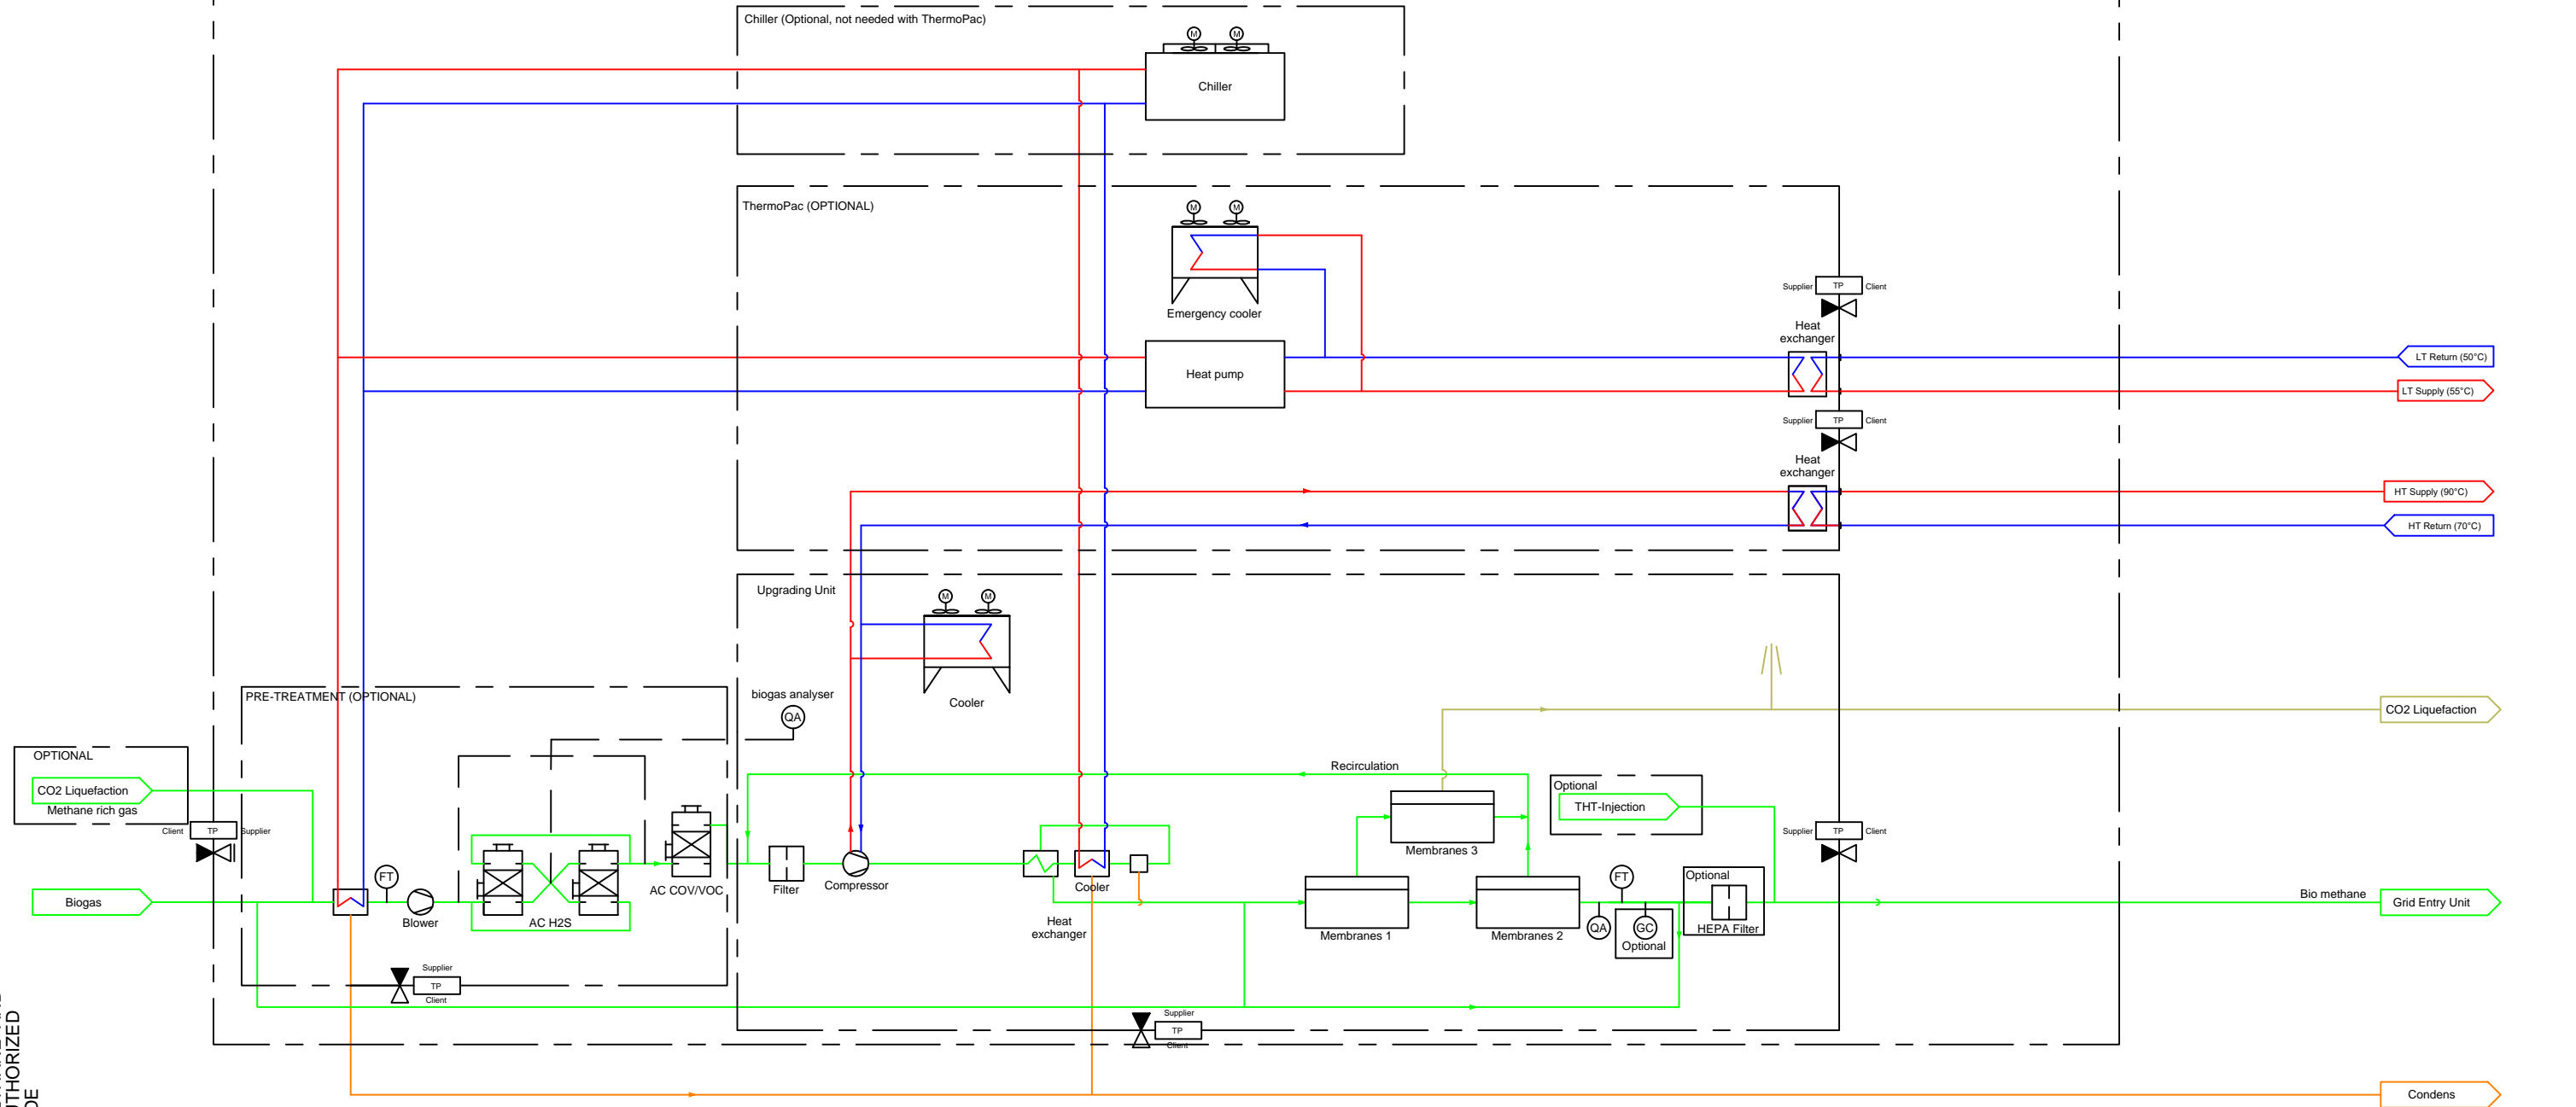 Chiller (Optional, not needed with ThermoPac)
M
M
Chiller
ThermoPac (OPTIONAL)
M
M
Emergency cooler
Supplier
TP
Client
Heat
exchanger
Heat pump
LT Return (50°C)
LT Supply (55°C)
Supplier
TP
Client
Heat
exchanger
HT Supply (90°C)
HT Return (70°C)
Upgrading Unit
M
M
Cooler
biogas analyser
QA
PRE-TREATMENT (OPTIONAL)
CO2 Liquefaction
OPTIONAL
CO2 Liquefaction
Methane rich gas
Client
TP
Supplier
Recirculation
Optional
THT-Injection
Supplier
TP
Client
Membranes 3
FT
AC COV/VOC
Filter
Compressor
Cooler
FT
Optional
Biogas
Blower
AC H2S
Heat
exchanger
Membranes 1
Membranes 2
QA
GC
Optional
HEPA Filter
Bio methane
Grid Entry Unit
Supplier
TP
Client
Supplier
TP
Client
UTHORIZED
DE
Condens